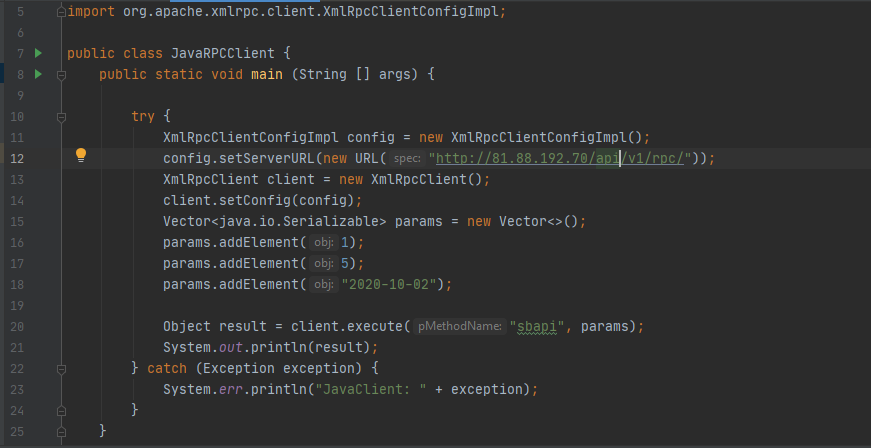 5 import org.apache.xmlrpc.client.XmlRpcClientConfigImpl;
6
7 public class JavaRPCClient {
8 public static void main (String [] args) {
9
10 try {
11 XmlRpcClientConfigImpl config = new XmlRpcClientConfigImpl();
12 config.setServerURL(new URL( spec: "http://81.88.192.70/api/v1/rpc/"));
13 XmlRpcClient client = new XmlRpcClient();
14 client.setConfig(config);
15 Vector<java.io.Serializable> params = new Vector<>();
16 params.addElement( obj: 1);
17 params.addElement( obj: 5);
18 params.addElement( obj: "2020-10-02");
19
20 Object result = client.execute( pMethodName: "sbapi", params);
21 System.out.println(result);
22 } catch (Exception exception) {
23 System.err.println("JavaClient: " + exception);
24 }
25 }